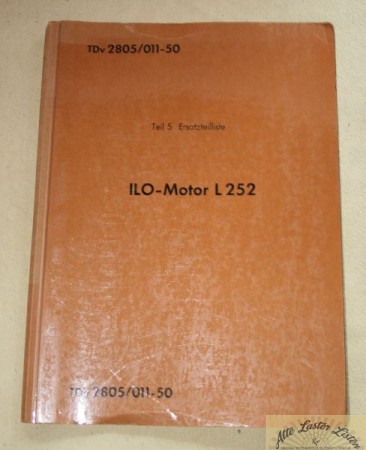 TDv 2805/011-50
Teil 5 Ersatzteilliste
ILO-Motor L 252
TDv 2805/011-50
Alte Laster Listen